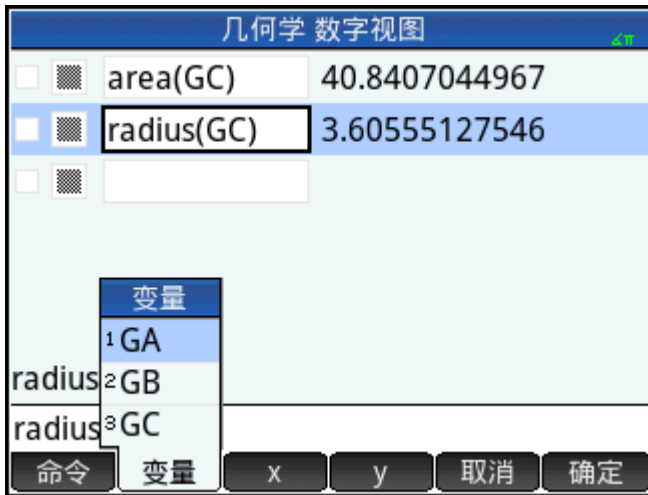 几何学 数字视图
∡π
area(GC) 40.8407044967
radius(GC) 3.60555127546
变量
1 GA
radius 2 GB
radius 3 GC
命令 变量 x y 取消 确定